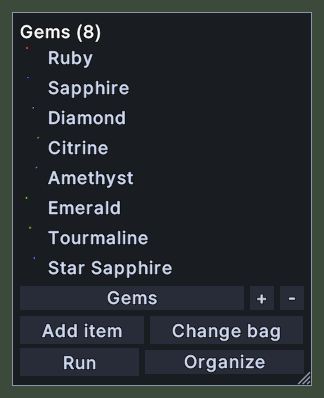 Gems (8)
Ruby
Sapphire
Diamond
Citrine
Amethyst
Emerald
Tourmaline
Star Sapphire
Gems + -
Add item Change bag
Run Organize